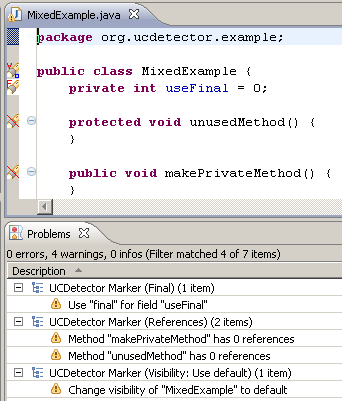 MixedExample.java
package org.ucdetector.example;
public class MixedExample {
private int useFinal = 0;
protected void unusedMethod() {
}
public void makePrivateMethod() {
}
Problems
0 errors, 4 warnings, 0 infos (Filter matched 4 of 7 items)
Description
UCDetector Marker (Final) (1 item)
Use "final" for field "useFinal"
UCDetector Marker (References) (2 items)
Method "makePrivateMethod" has 0 references
Method "unusedMethod" has 0 references
UCDetector Marker (Visibility: Use default) (1 item)
Change visibility of "MixedExample" to default